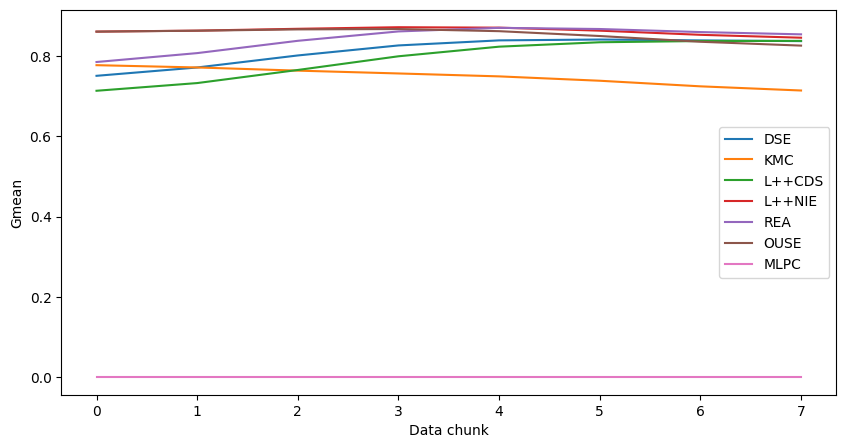 0.8
0.6
0.4
0.2
0.0
Gmean
DSE
KMC
L++CDS
L++NIE
REA
OUSE
MLPC
0 1 2 3 4 5 6 7
Data chunk